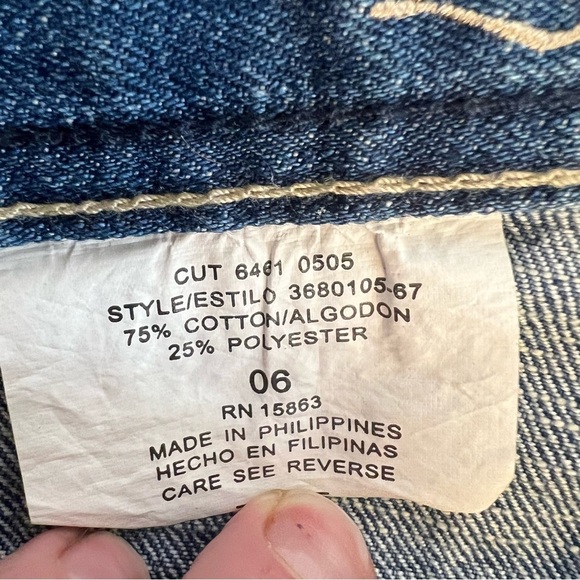 CUT 6461 0505
STYLE/ESTILO 3680105-67
75% COTTON/ALGODON
25% POLYESTER
06
RN 15863
MADE IN PHILIPPINES
HECHO EN FILIPINAS
CARE SEE REVERSE